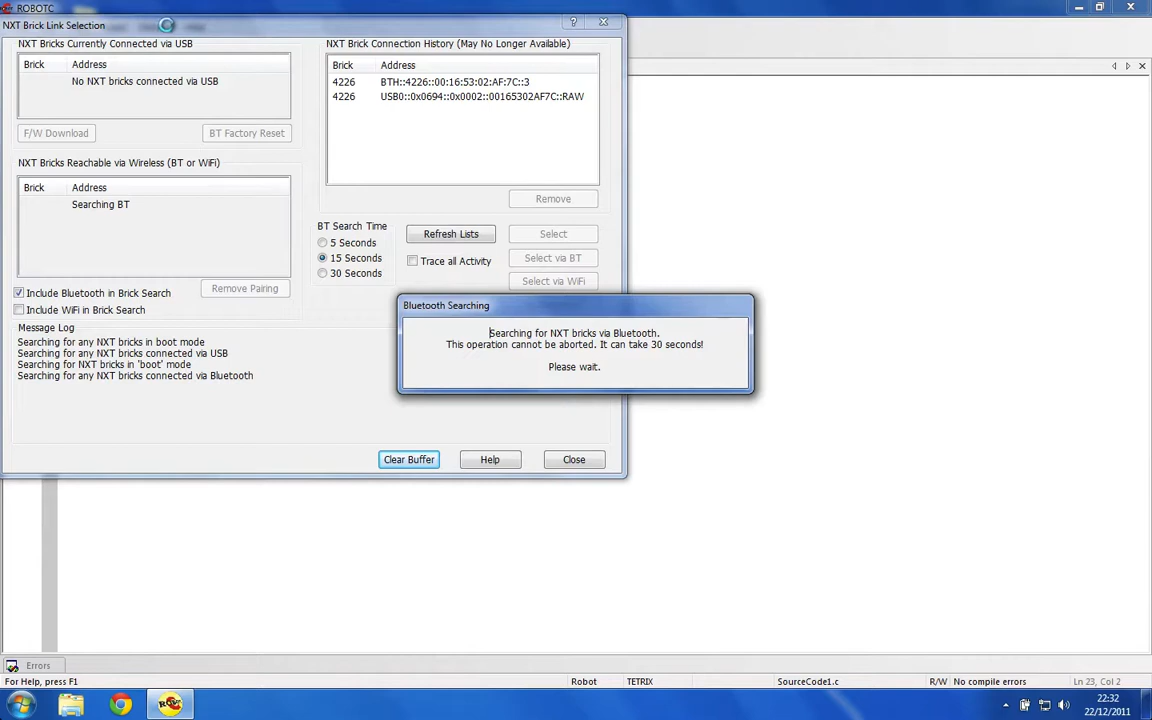 ROBOTC
NXT Brick Link Selection
NXT Bricks Currently Connected via USB
Brick Address
No NXT bricks connected via USB
F/W Download BT Factory Reset
NXT Bricks Reachable via Wireless (BT or WiFi)
Brick Address
Searching BT
Include Bluetooth in Brick Search Remove Pairing
Include WiFi in Brick Search
NXT Brick Connection History (May No Longer Available)
Brick Address
4226 BTH::4226::00:16:53:02:AF:7C::3
4226 USB0::0x0694::0x0002::00165302AF7C::RAW
Remove
BT Search Time
5 Seconds
15 Seconds
30 Seconds
Refresh Lists Select
Trace all Activity Select via BT
Select via WiFi
Message Log
Searching for any NXT bricks in boot mode
Searching for any NXT bricks connected via USB
Searching for NXT bricks in 'boot' mode
Searching for any NXT bricks connected via Bluetooth
Bluetooth Searching
Searching for NXT bricks via Bluetooth.
This operation cannot be aborted. It can take 30 seconds!
Please wait.
Clear Buffer Help Close
Errors
For Help, press F1 Robot TETRIX SourceCode1.c R/W No compile errors Ln 23, Col 2
22:32
22/12/2011